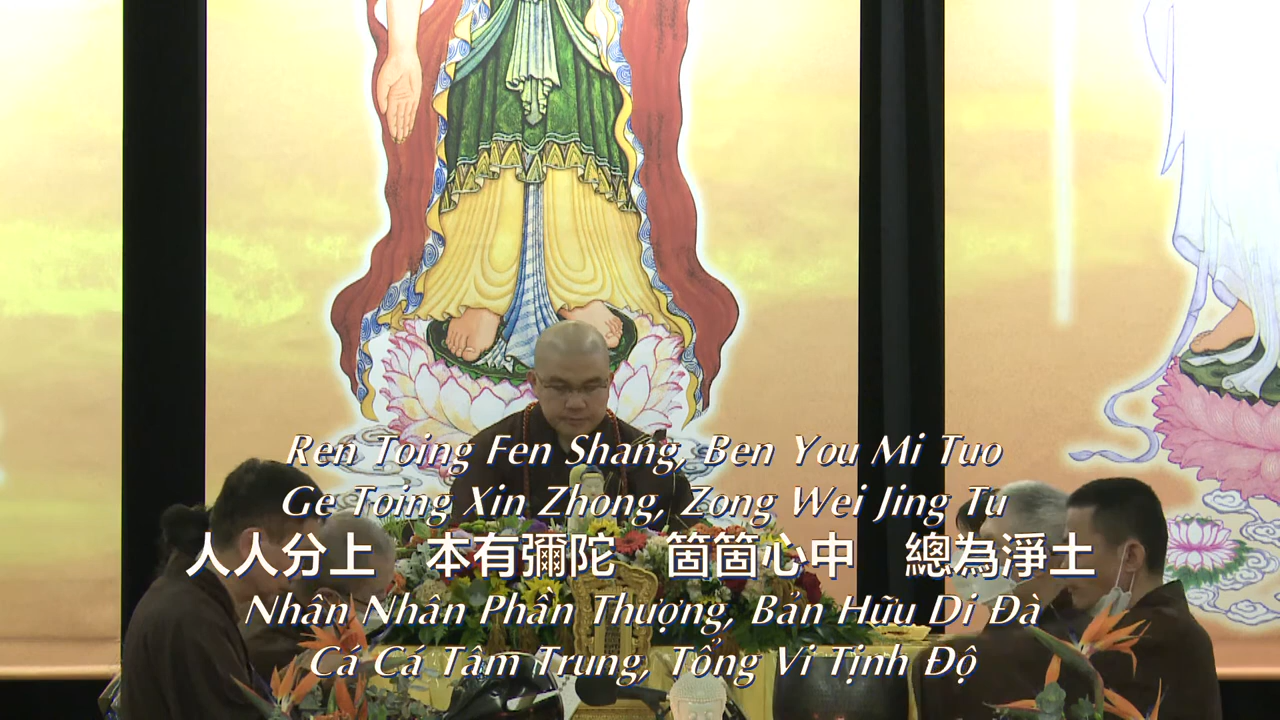 Ren Toing Fen Shang, Ben You Mi Tuo
Ge Toing Xin Zhong, Zong Wei Jing Tu
人人分上　本有彌陀　箇箇心中　總為淨土
Nhân Nhân Phần Thượng, Bản Hữu Di Đà
Cá Cá Tâm Trung, Tổng Vi Tịnh Độ